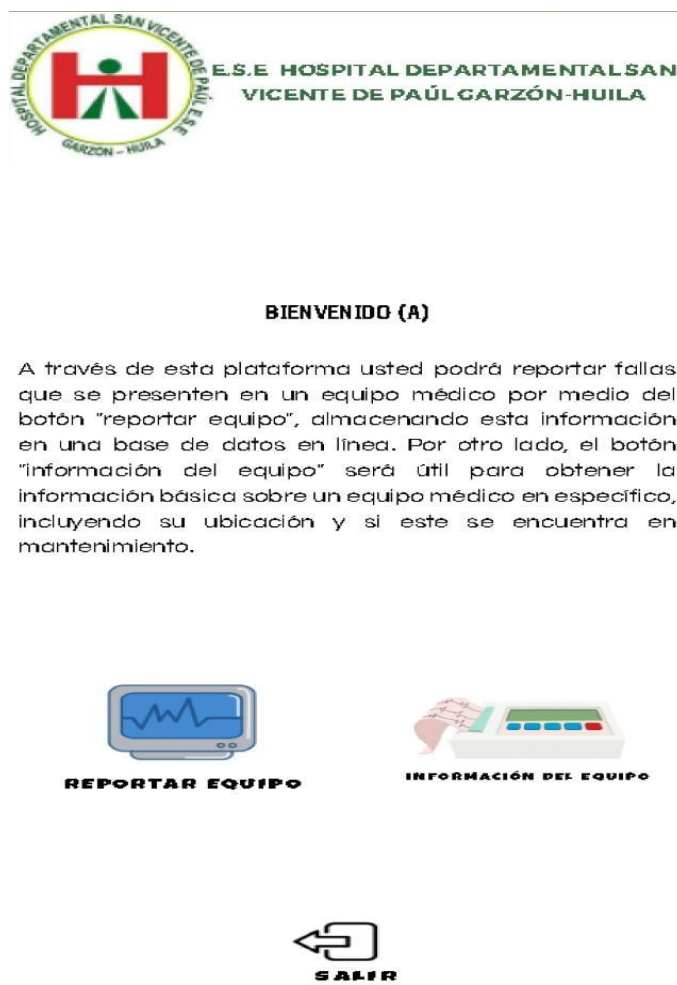 HOSPITAL DEPARTAMENTAL SAN VICENTE DE PAÚL E.S.E
GARZÓN - HUILA
E.S.E HOSPITAL DEPARTAMENTAL SAN
VICENTE DE PAÚL GARZÓN-HUILA
BIENVENIDO (A)
A través de esta plataforma usted podrá reportar fallas
que se presenten en un equipo médico por medio del
botón "reportar equipo", almacenando esta información
en una base de datos en línea. Por otro lado, el botón
"información del equipo" será útil para obtener la
información básica sobre un equipo médico en específico,
incluyendo su ubicación y si este se encuentra en
mantenimiento.
REPORTAR EQUIPO
INFORMACIÓN DEL EQUIPO
SALIR